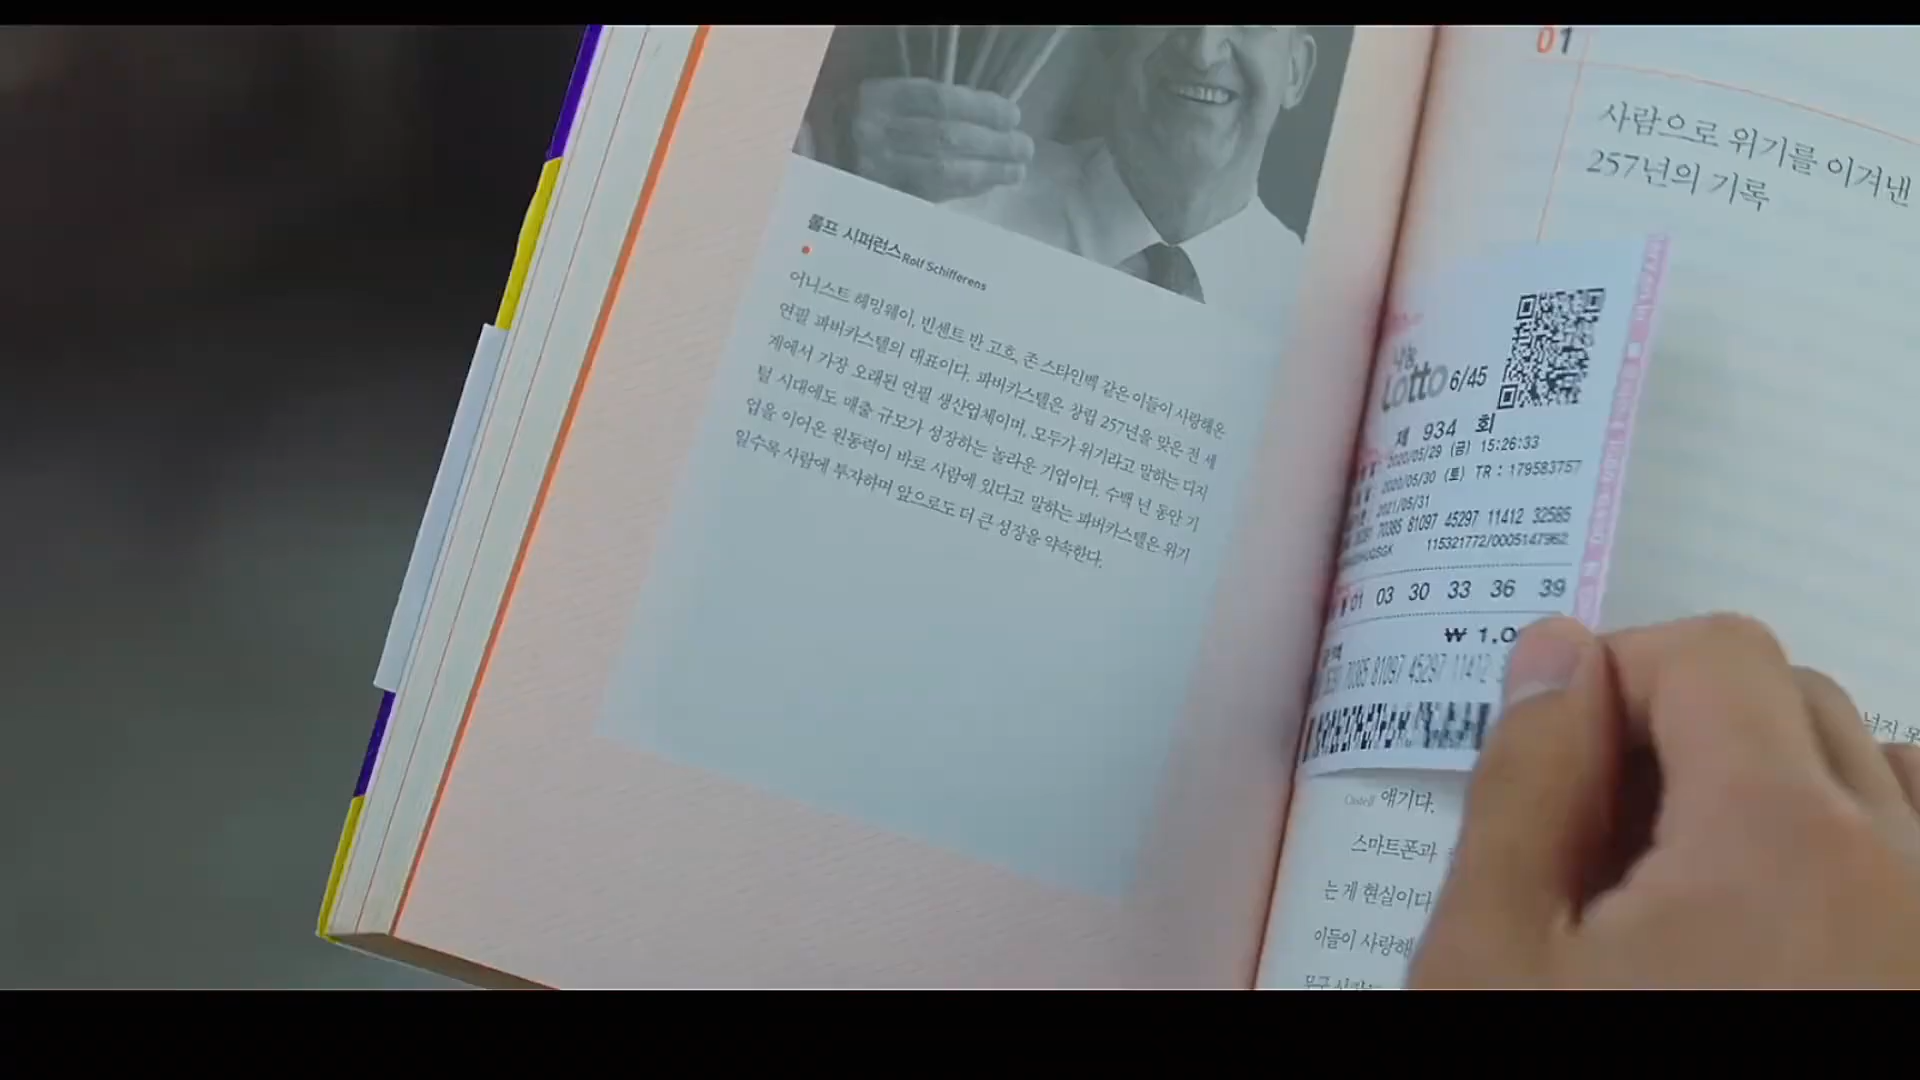 롤프 시퍼런스 Rolf Schifferens
어니스트 헤밍웨이, 빈센트 반 고흐, 존 스타인벡 같은 이들이 사랑해온
연필 파버카스텔의 대표이다. 파버카스텔은 창립 257년을 맞은 전 세
계에서 가장 오래된 연필 생산업체이며, 모두가 위기라고 말하는 디지
털 시대에도 매출 규모가 성장하는 놀라운 기업이다. 수백 년 동안 기
업을 이어온 원동력이 바로 사람에 있다고 말하는 파버카스텔은 위기
일수록 사람에 투자하며 앞으로도 더 큰 성장을 약속한다.
01
사람으로 위기를 이겨낸
257년의 기록
나눔
Lotto 6/45
제 934 회
2020/05/29 (금) 15:26:33
2020/05/30 (토) TR : 179583757
2021/05/31
70385 81097 45297 11412 32585
115321772/0005147962
01 03 30 33 36 39
₩ 1,0
70385 81097 45297 11412
얘기다.
스마트폰과
는 게 현실이다
이들이 사랑해